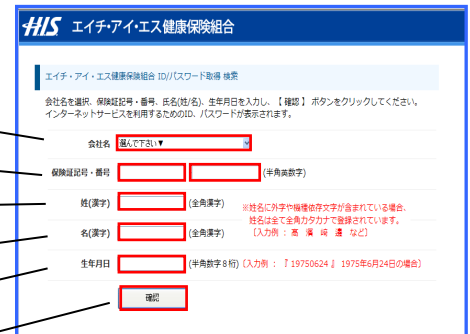 HIS エイチ・アイ・エス健康保険組合
エイチ・アイ・エス健康保険組合 ID/パスワード取得 検索
会社名を選択、保険証記号・番号、氏名(姓/名)、生年月日を入力し、【 確認 】 ボタンをクリックしてください。
インターネットサービスを利用するためのID、パスワードが表示されます。
会社名 選んで下さい▼
保険証記号・番号 (半角英数字)
姓(漢字) (全角漢字) ※姓名に外字や機種依存文字が含まれている場合、
姓名は全て全角カタカナで登録されています。
名(漢字) (全角漢字) [入力例 : 髙 濵 﨑 邉 など]
生年月日 (半角数字8桁) [入力例 : 『 19750624 』 1975年6月24日の場合]
確認